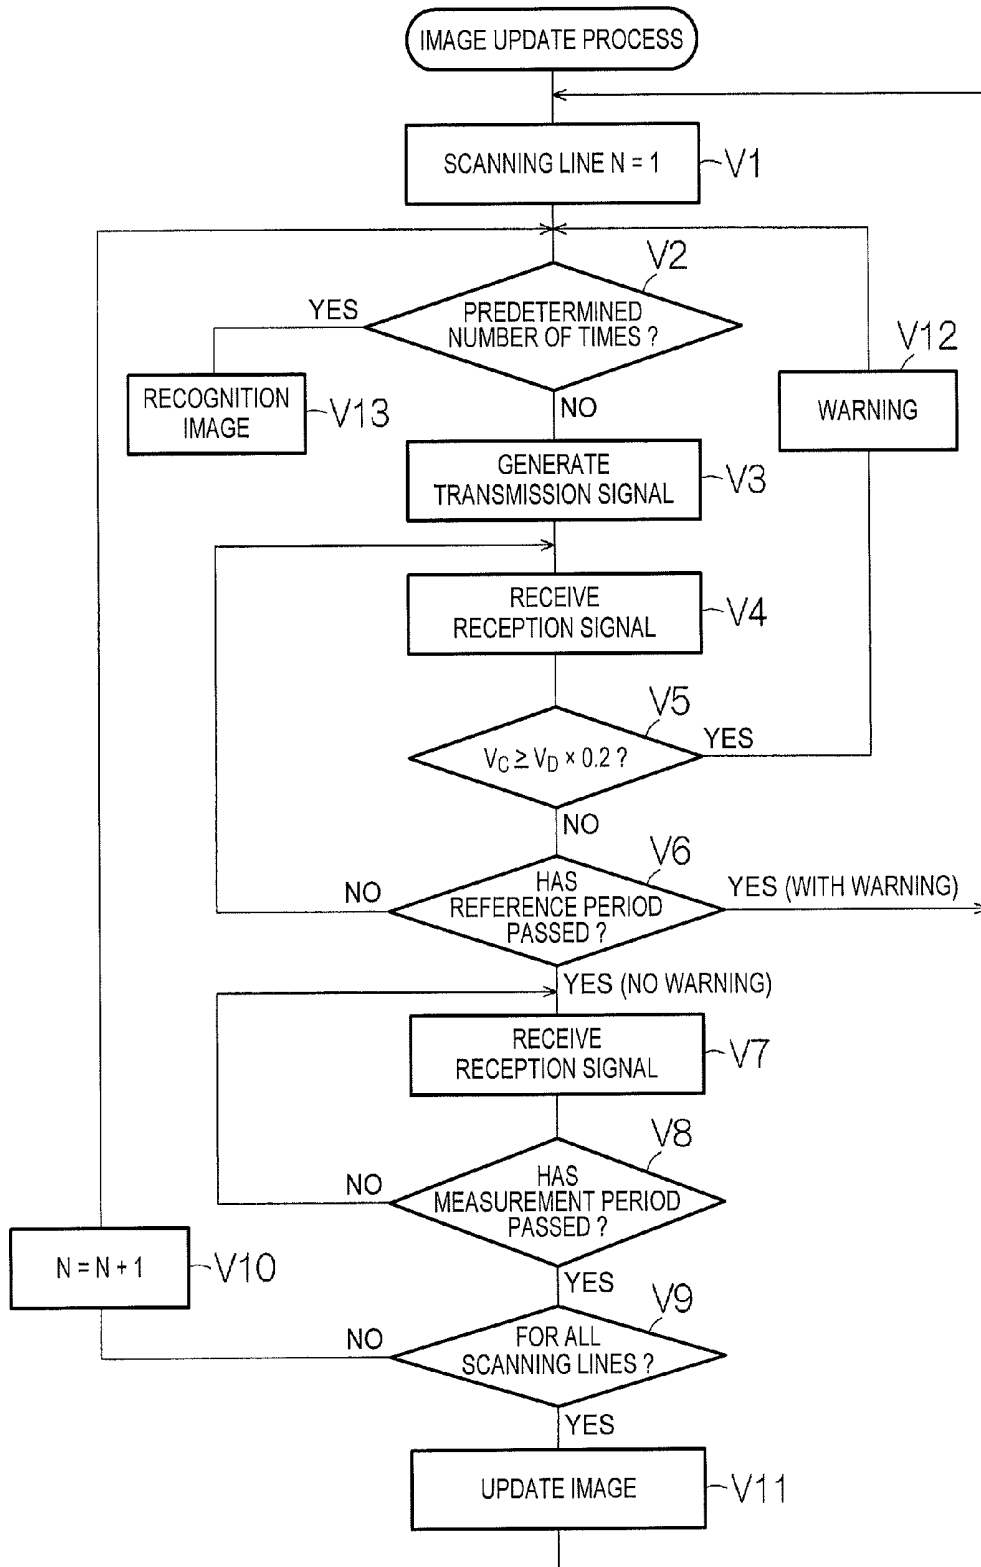 IMAGE UPDATE PROCESS
SCANNING LINE N = 1
V1
V2
YES
PREDETERMINED
NUMBER OF TIMES ?
V12
RECOGNITION
IMAGE
V13
NO
WARNING
GENERATE
TRANSMISSION SIGNAL
V3
RECEIVE
RECEPTION SIGNAL
V4
V5
YES
VC ≥ VD × 0.2 ?
NO
V6
NO
HAS
REFERENCE PERIOD
PASSED ?
YES (WITH WARNING)
YES (NO WARNING)
RECEIVE
RECEPTION SIGNAL
V7
V8
NO
HAS
MEASUREMENT PERIOD
PASSED ?
N = N + 1
V10
YES
V9
NO
FOR ALL
SCANNING LINES ?
YES
UPDATE IMAGE
V11